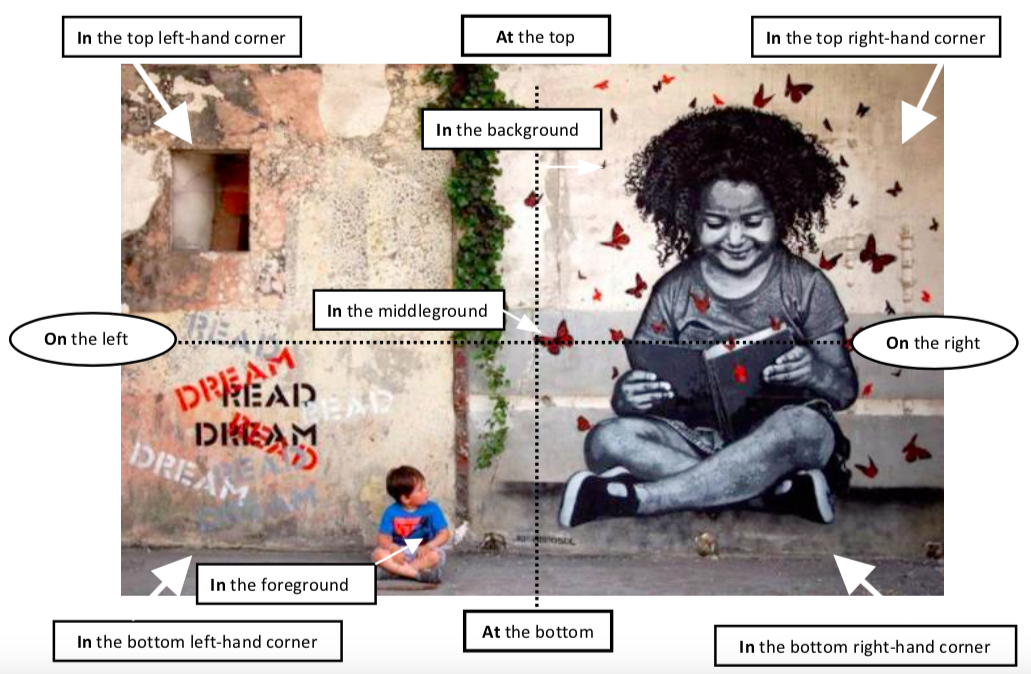 In the top left-hand corner
At the top
In the top right-hand corner
In the background
In the middleground
On the left
On the right
READ
DREAM
READ
READ
DREAM
READ
DREAM
READ
DREAM
In the foreground
In the bottom left-hand corner
At the bottom
In the bottom right-hand corner